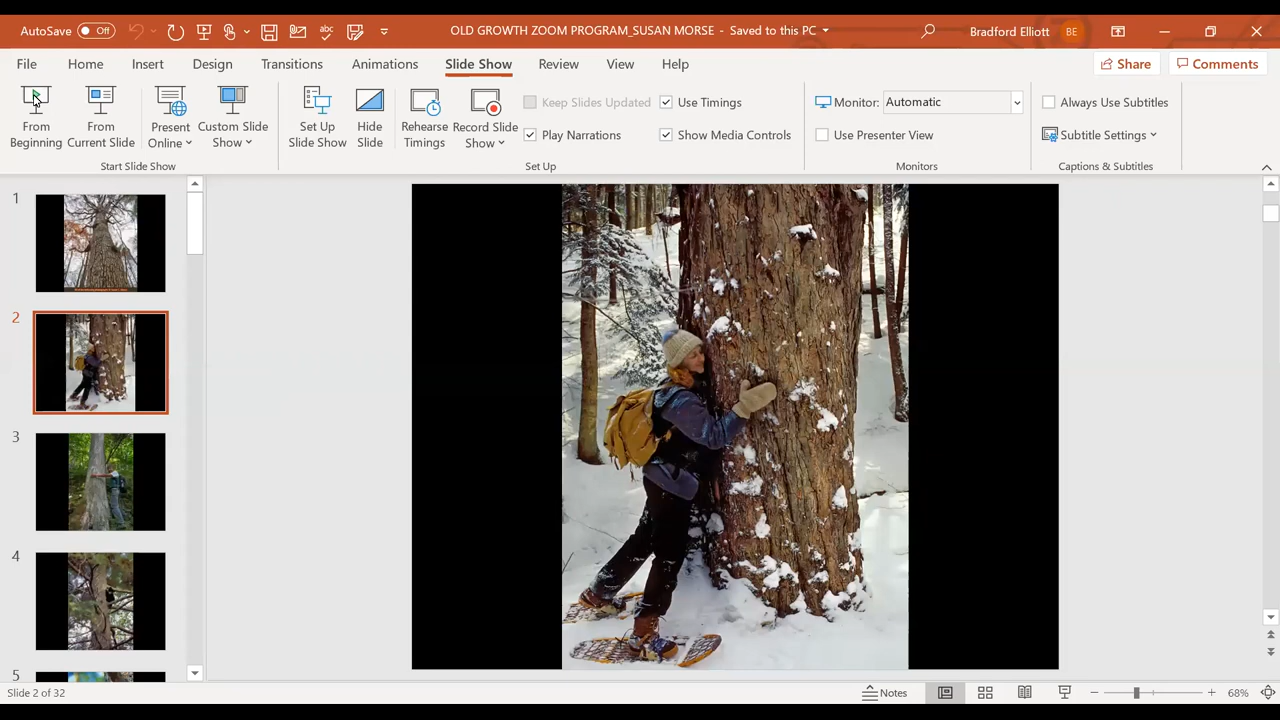 AutoSave Off OLD GROWTH ZOOM PROGRAM_SUSAN MORSE - Saved to this PC Bradford Elliott BE
File Home Insert Design Transitions Animations Slide Show Review View Help Share Comments
From Beginning
From Current Slide
Present Online
Custom Slide Show
Start Slide Show
Set Up Slide Show
Hide Slide
Rehearse Timings
Record Slide Show
Keep Slides Updated
Use Timings
Play Narrations
Show Media Controls
Set Up
Monitor: Automatic
Use Presenter View
Monitors
Always Use Subtitles
Subtitle Settings
Captions & Subtitles
1
2
3
4
5
Slide 2 of 32 Notes 68%